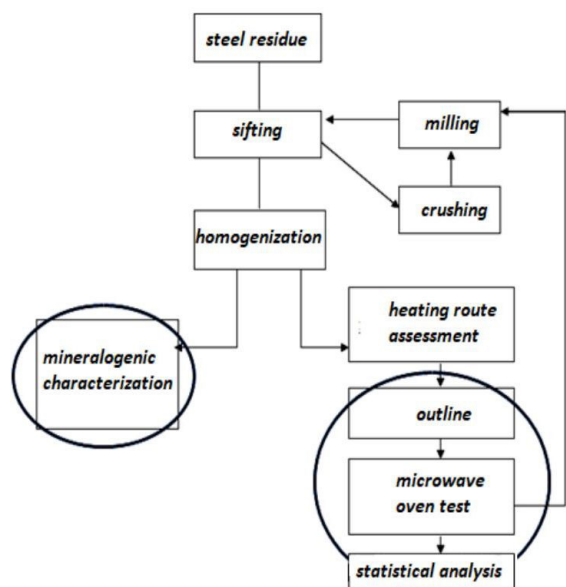 steel residue
sifting
milling
crushing
homogenization
heating route
assessment
mineralogenic
characterization
outline
microwave
oven test
statistical analysis